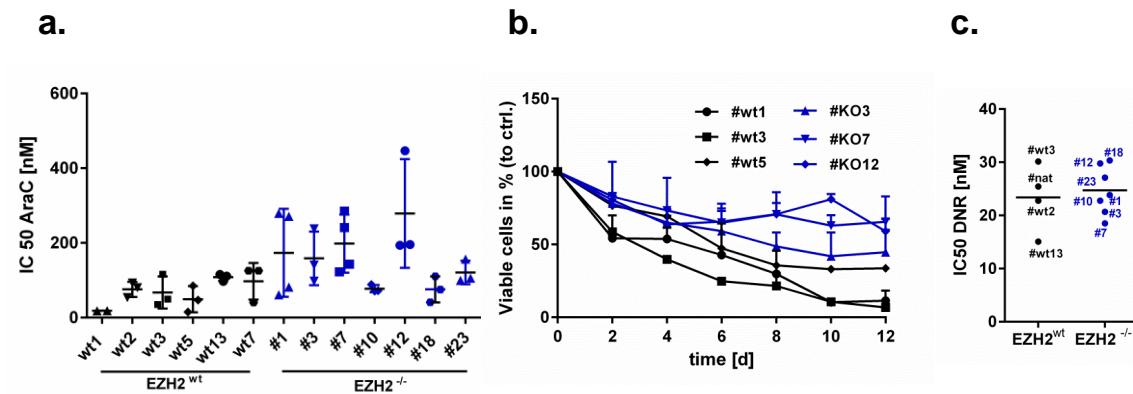 a.
b.
c.
IC 50 AraC [nM]
600
400
200
0
wt1
wt2
wt3
wt5
wt13
wt7
#1
#3
#7
#10
#12
#18
#23
EZH2 wt
EZH2 -/-
Viable cells in % (to ctrl.)
150
100
50
0
#wt1
#wt3
#wt5
#KO3
#KO7
#KO12
0
2
4
6
8
10
12
time [d]
IC50 DNR [nM]
40
30
20
10
0
#wt3
#nat
#wt2
#wt13
#18
#12
#23
#10
#1
#3
#7
EZH2wt
EZH2 -/-